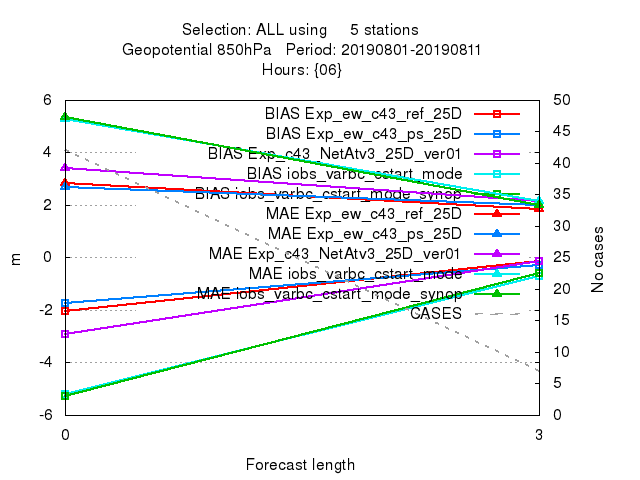 Selection: ALL using 5 stations
Geopotential 850hPa Period: 20190801-20190811
Hours: {06}
6
4
2
0
-2
-4
-6
m
0
3
Forecast length
50
45
40
35
30
25
20
15
10
5
0
No cases
BIAS Exp_ew_c43_ref_25D
BIAS Exp_ew_c43_ps_25D
BIAS Exp_c43_NetAtv3_25D_ver01
BIAS iobs_varbc_cstart_mode
BIAS iobs_varbc_cstart_mode_synop
MAE Exp_ew_c43_ref_25D
MAE Exp_ew_c43_ps_25D
MAE Exp_c43_NetAtv3_25D_ver01
MAE iobs_varbc_cstart_mode
MAE iobs_varbc_cstart_mode_synop
CASES